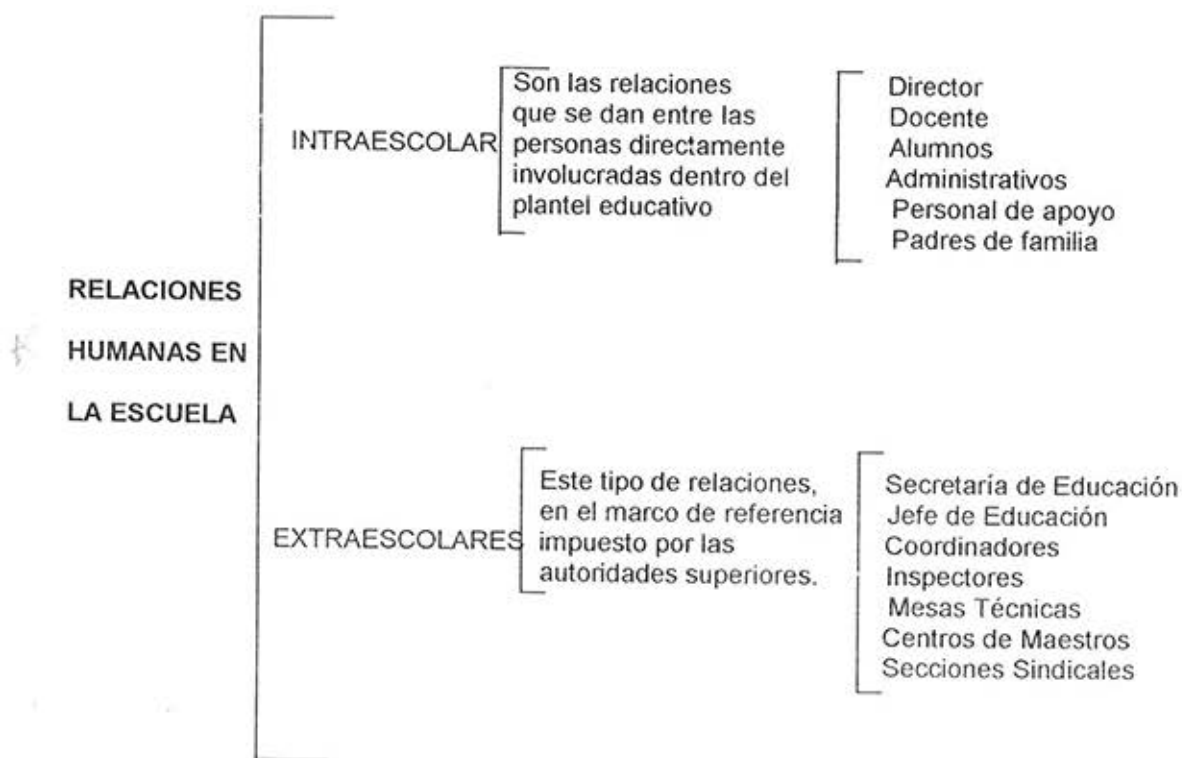 RELACIONES
HUMANAS EN
LA ESCUELA
INTRAESCOLAR
Son las relaciones
que se dan entre las
personas directamente
involucradas dentro del
plantel educativo
Director
Docente
Alumnos
Administrativos
Personal de apoyo
Padres de familia
EXTRAESCOLARES
Este tipo de relaciones,
en el marco de referencia
impuesto por las
autoridades superiores.
Secretaría de Educación
Jefe de Educación
Coordinadores
Inspectores
Mesas Técnicas
Centros de Maestros
Secciones Sindicales